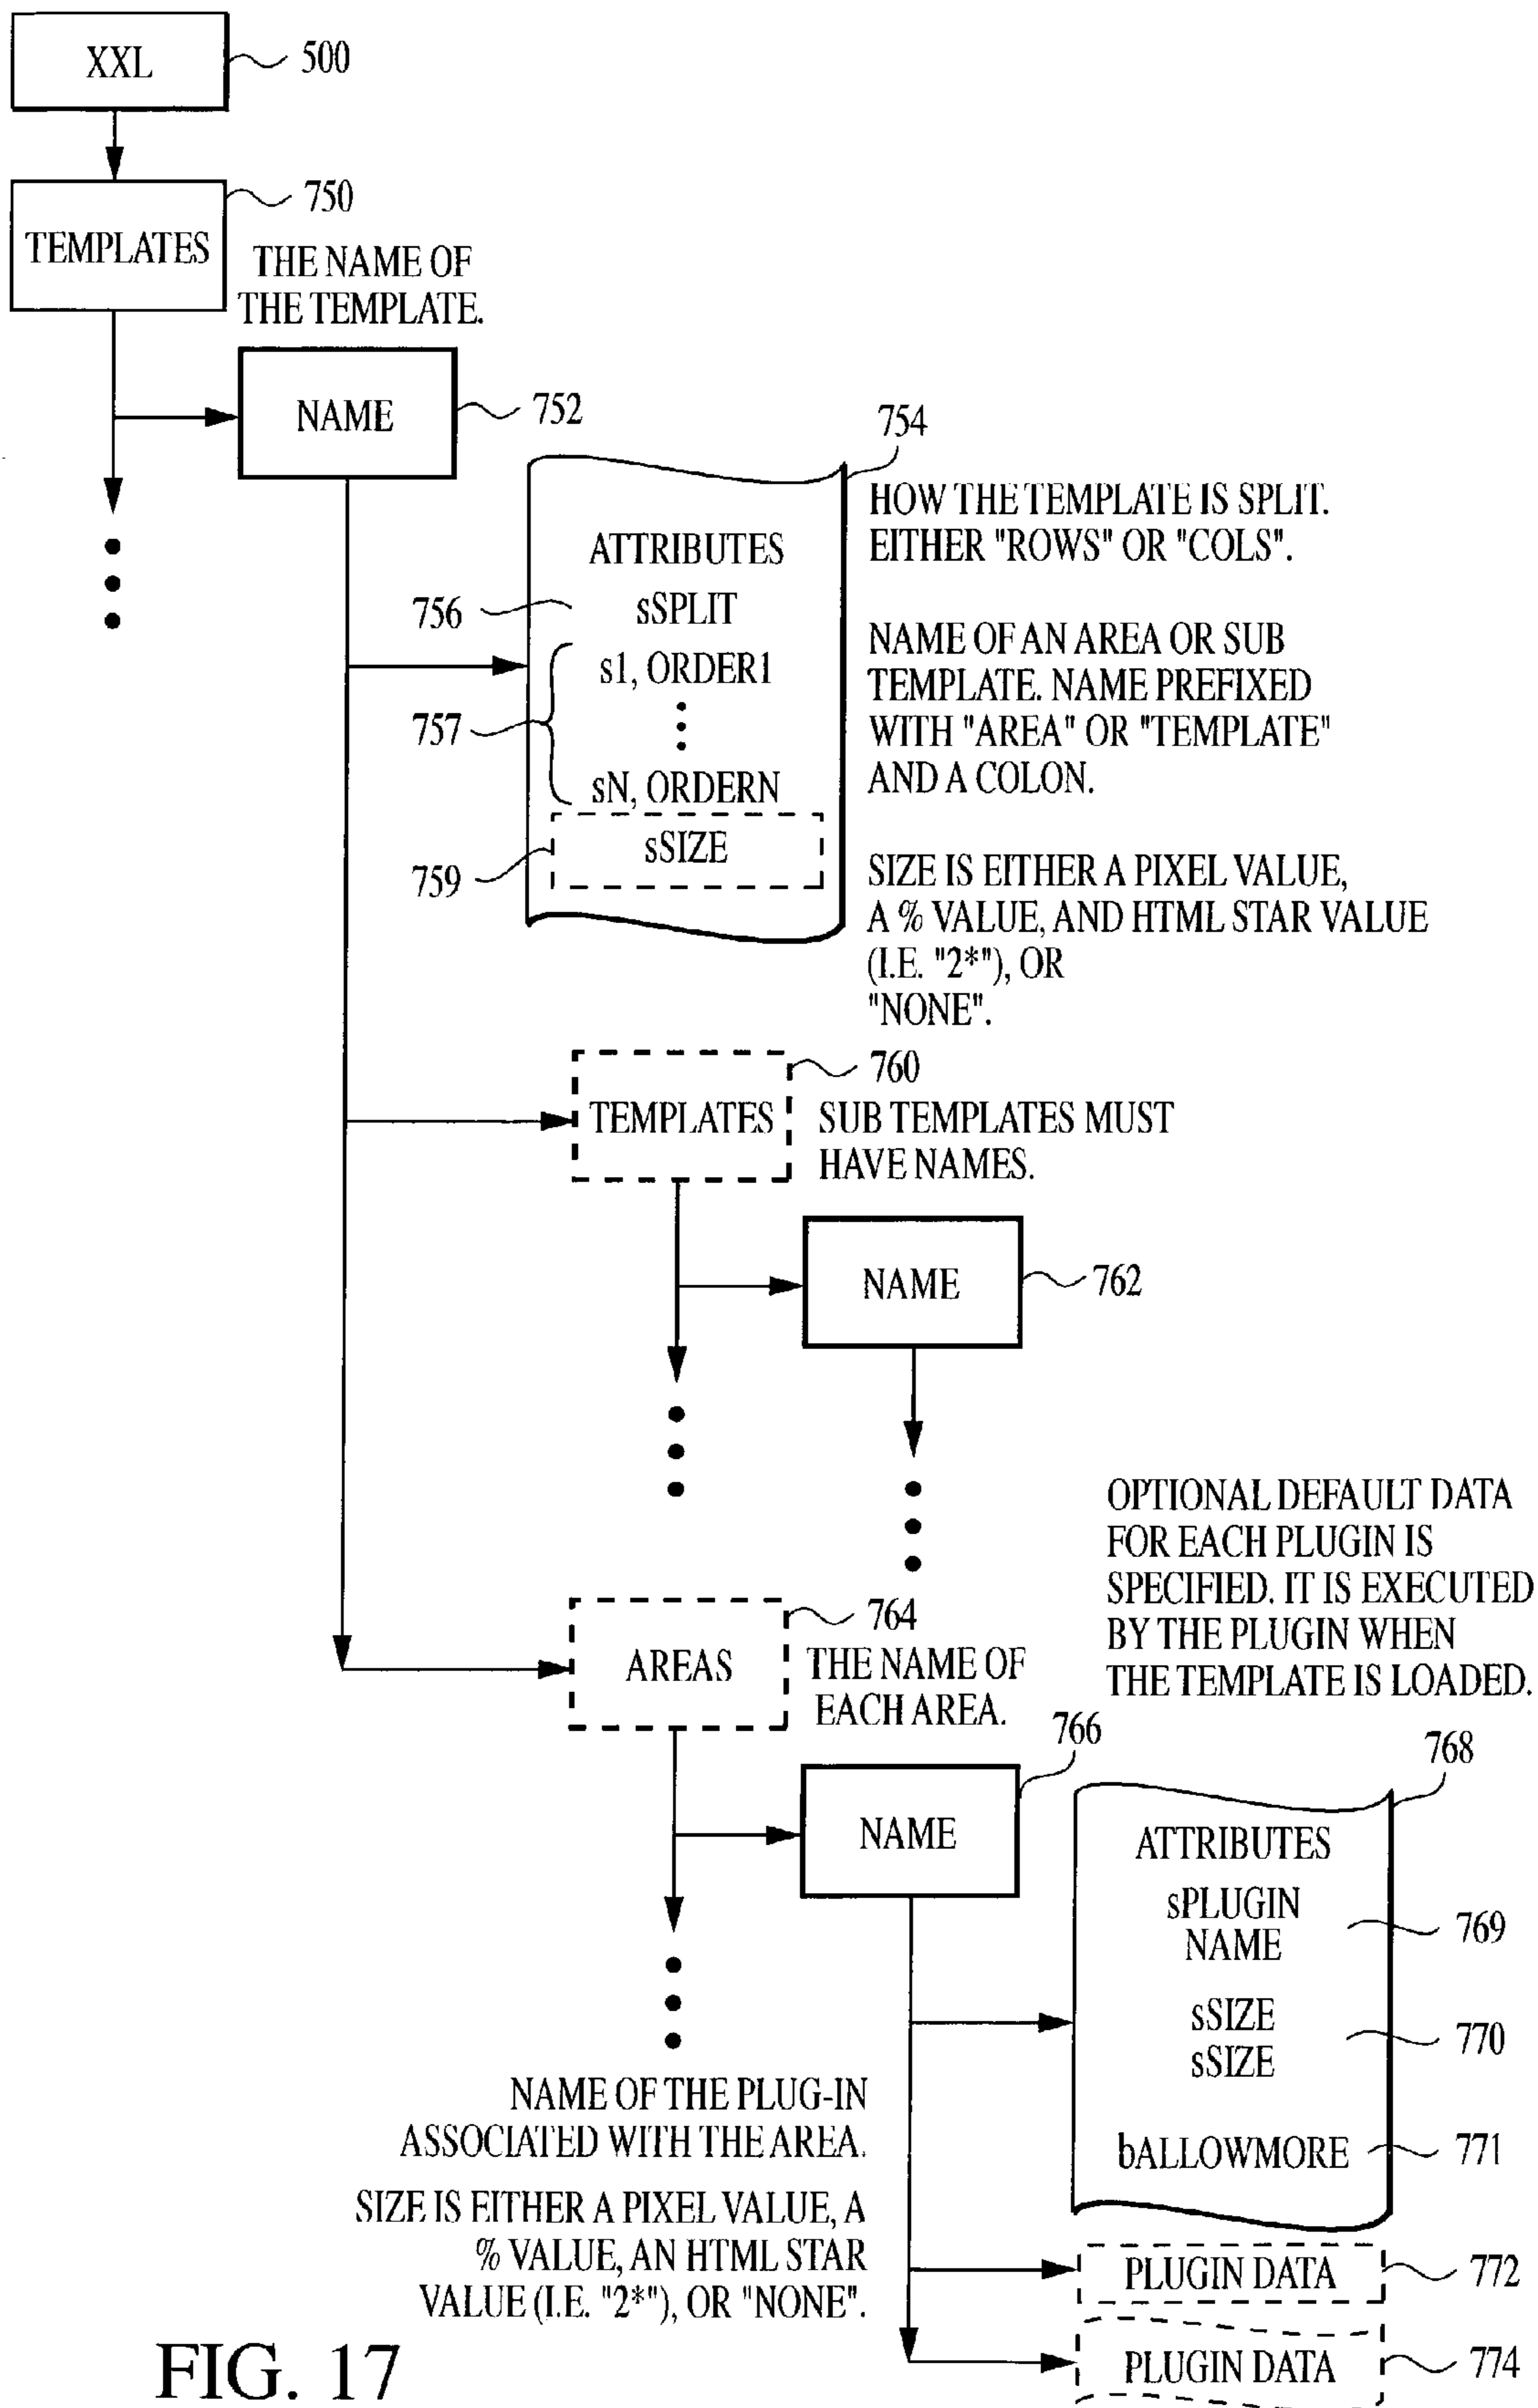 XXL
500
TEMPLATES
750
THE NAME OF
THE TEMPLATE.
NAME
752
754
ATTRIBUTES
756
sSPLIT
s1, ORDER1
757
sN, ORDERN
sSIZE
759
HOW THE TEMPLATE IS SPLIT.
EITHER "ROWS" OR "COLS".
NAME OF AN AREA OR SUB
TEMPLATE. NAME PREFIXED
WITH "AREA" OR "TEMPLATE"
AND A COLON.
SIZE IS EITHER A PIXEL VALUE,
A % VALUE, AND HTML STAR VALUE
(I.E. "2*"), OR
"NONE".
TEMPLATES
760
SUB TEMPLATES MUST
HAVE NAMES.
NAME
762
AREAS
764
THE NAME OF
EACH AREA.
OPTIONAL DEFAULT DATA
FOR EACH PLUGIN IS
SPECIFIED. IT IS EXECUTED
BY THE PLUGIN WHEN
THE TEMPLATE IS LOADED.
NAME
766
768
ATTRIBUTES
sPLUGIN
NAME
769
sSIZE
sSIZE
770
bALLOWMORE
771
NAME OF THE PLUG-IN
ASSOCIATED WITH THE AREA.
SIZE IS EITHER A PIXEL VALUE, A
% VALUE, AN HTML STAR
VALUE (I.E. "2*"), OR "NONE".
PLUGIN DATA
772
PLUGIN DATA
774
FIG. 17